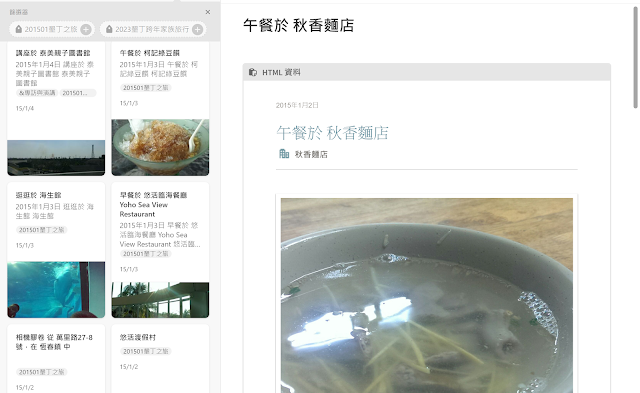 篩選器
201501墾丁之旅
2023墾丁跨年家族旅行
講座於 泰美親子圖書館
2015年1月4日 講座於 泰
美親子圖書館 泰美親子
圖書館
&專訪與演講
201501...
15/1/4
午餐於 柯記綠豆饌
2015年1月3日 午餐於 柯
記綠豆饌 柯記綠豆饌
201501墾丁之旅
15/1/3
逛逛於 海生館
2015年1月3日 逛逛於 海
生館 海生館
201501墾丁之旅
15/1/3
早餐於 悠活臨海餐廳
Yoho Sea View
Restaurant
2015年1月3日 早餐於 悠
活臨海餐廳 Yoho Sea
View Restaurant 悠活臨...
201501墾丁之旅
15/1/3
相機膠卷 從 萬里路27-8
號，在 恆春鎮 中
201501墾丁之旅
15/1/2
悠活渡假村
15/1/2
201501墾丁之旅
午餐於 秋香麵店
HTML 資料
2015年1月2日
午餐於 秋香麵店
秋香麵店